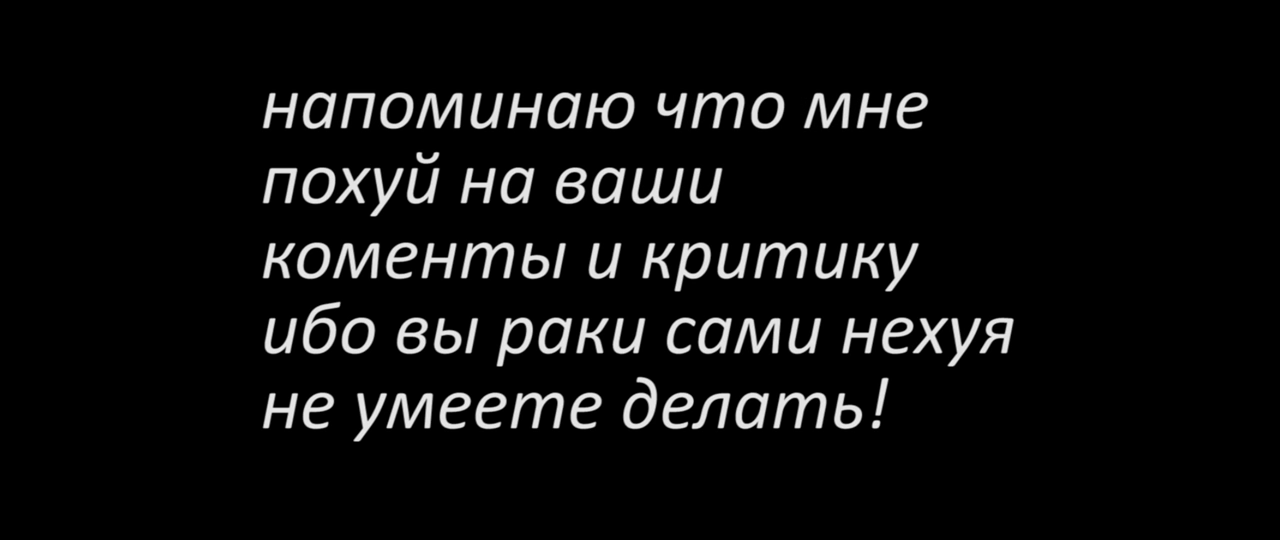 напоминаю что мне
похуй на ваши
коменты и критику
ибо вы раки сами нехуя
не умеете делать!